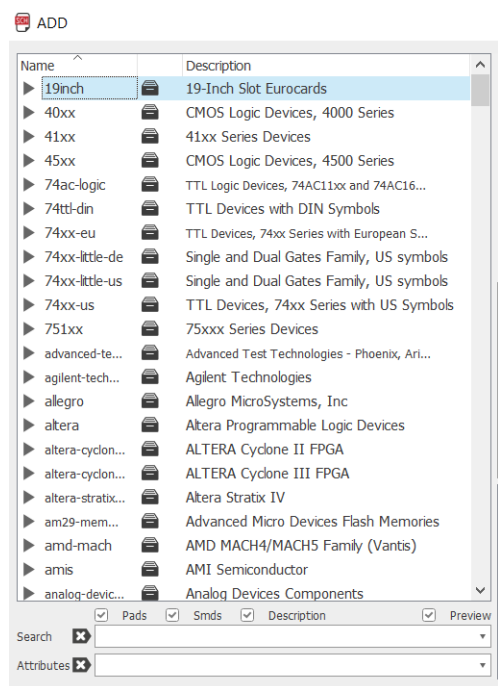 ADD
Name Description
19inch 19-Inch Slot Eurocards
40xx CMOS Logic Devices, 4000 Series
41xx 41xx Series Devices
45xx CMOS Logic Devices, 4500 Series
74ac-logic TTL Logic Devices, 74AC11xx and 74AC16...
74ttl-din TTL Devices with DIN Symbols
74xx-eu TTL Devices, 74xx Series with European S...
74xx-little-de Single and Dual Gates Family, US symbols
74xx-little-us Single and Dual Gates Family, US symbols
74xx-us TTL Devices, 74xx Series with US Symbols
751xx 75xxx Series Devices
advanced-te... Advanced Test Technologies - Phoenix, Ari...
agilent-tech... Agilent Technologies
allegro Allegro MicroSystems, Inc
altera Altera Programmable Logic Devices
altera-cyclon... ALTERA Cyclone II FPGA
altera-cyclon... ALTERA Cyclone III FPGA
altera-stratix... Altera Stratix IV
am29-mem... Advanced Micro Devices Flash Memories
amd-mach AMD MACH4/MACH5 Family (Vantis)
amis AMI Semiconductor
analog-devic... Analog Devices Components
Pads Smds Description Preview
Search
Attributes